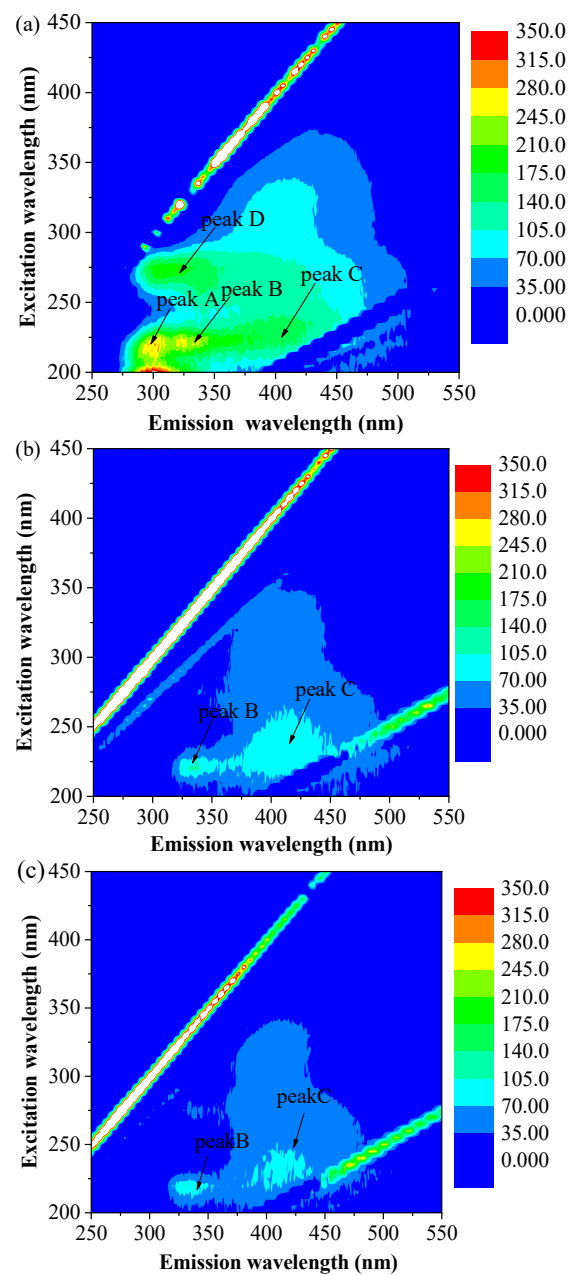 (a)
450
400
350
300
250
200
Excitation wavelength (nm)
peak D
peak A
peak B
peak C
250 300 350 400 450 500 550
Emission wavelength (nm)
350.0
315.0
280.0
245.0
210.0
175.0
140.0
105.0
70.00
35.00
0.000
(b)
450
400
350
300
250
200
Excitation wavelength (nm)
peak B
peak C
250 300 350 400 450 500 550
Emission wavelength (nm)
350.0
315.0
280.0
245.0
210.0
175.0
140.0
105.0
70.00
35.00
0.000
(c)
450
400
350
300
250
200
Excitation wavelength (nm)
peakC
peakB
250 300 350 400 450 500 550
Emission wavelength (nm)
350.0
315.0
280.0
245.0
210.0
175.0
140.0
105.0
70.00
35.00
0.000